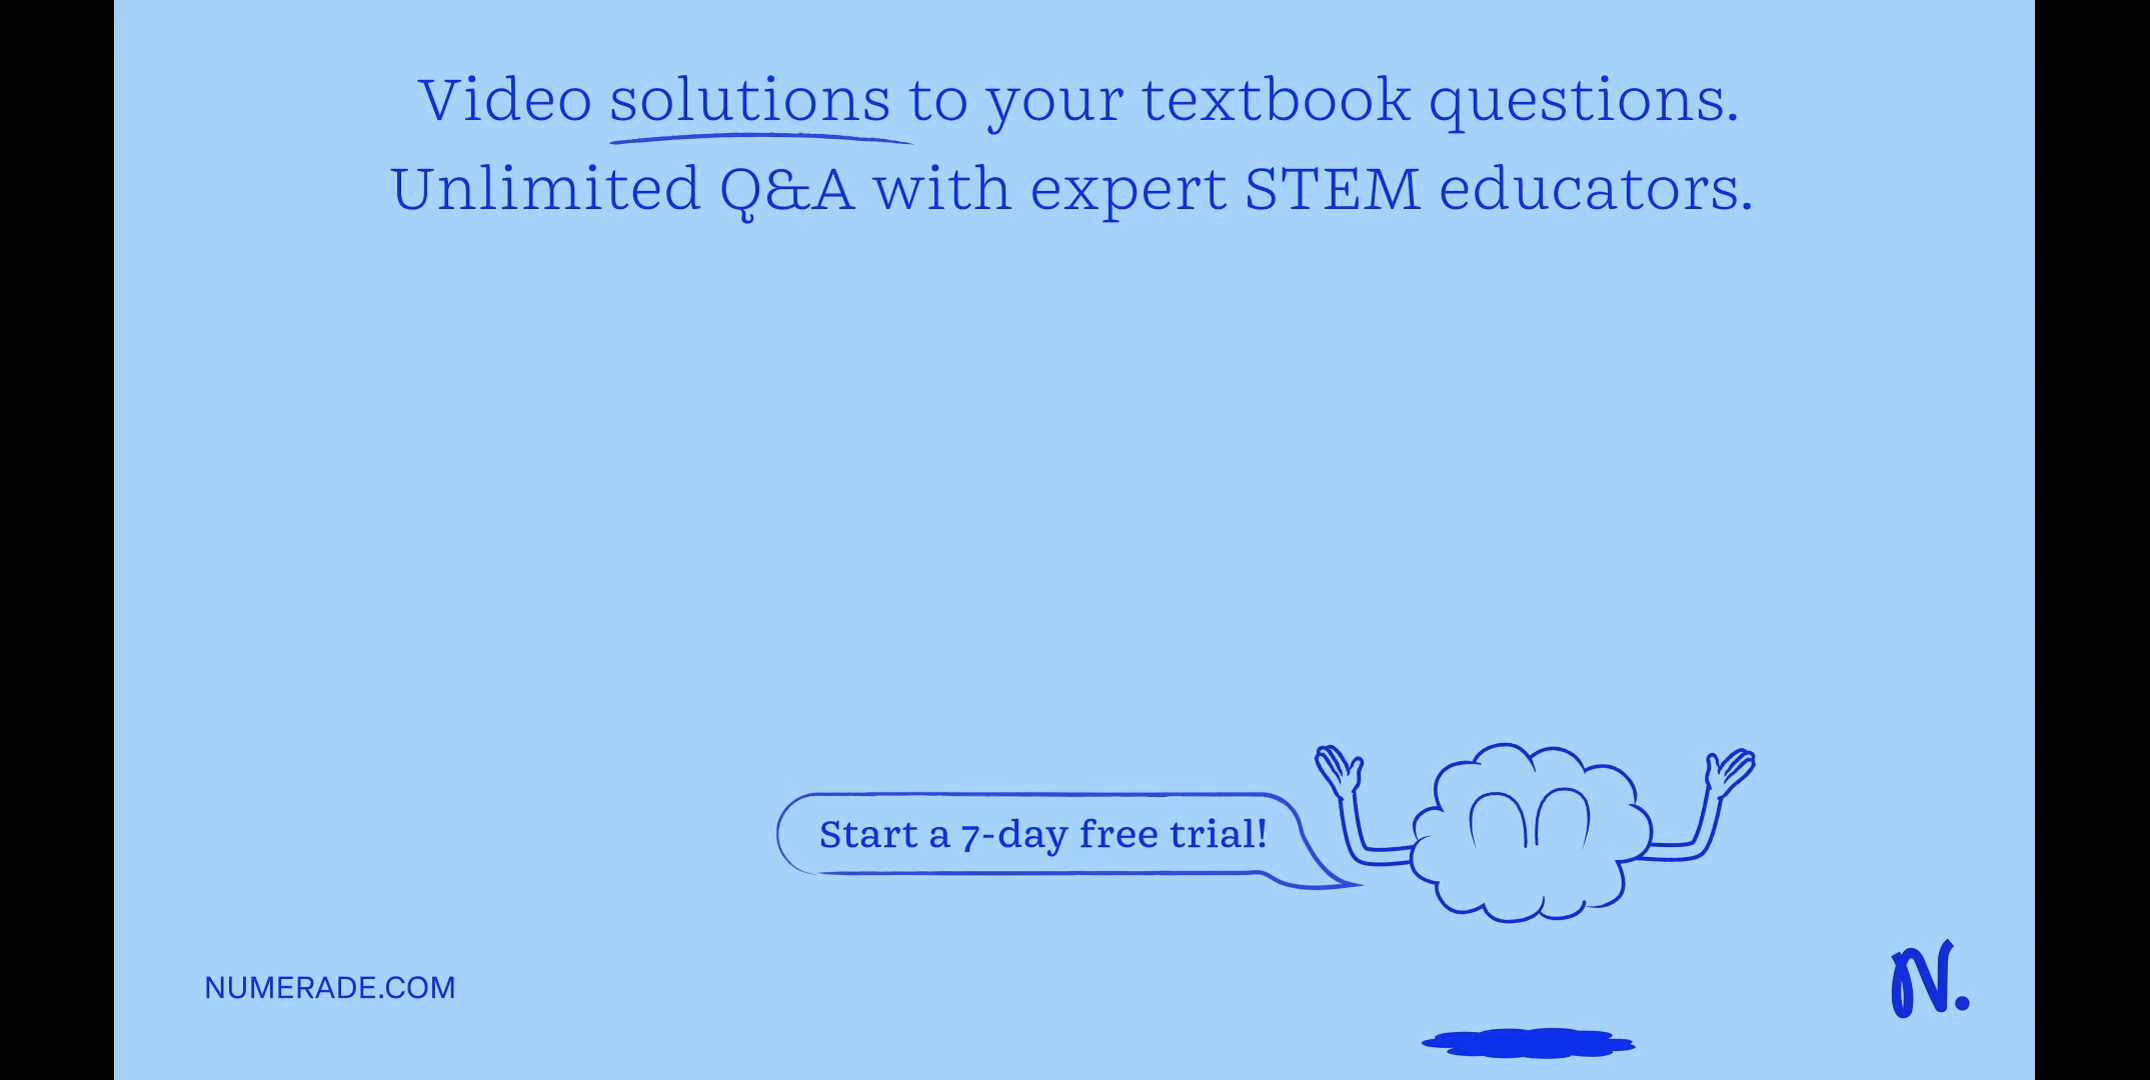 Video solutions to your textbook questions.
Unlimited Q&A with expert STEM educators.
Start a 7-day free trial!
NUMERADE.COM
N.